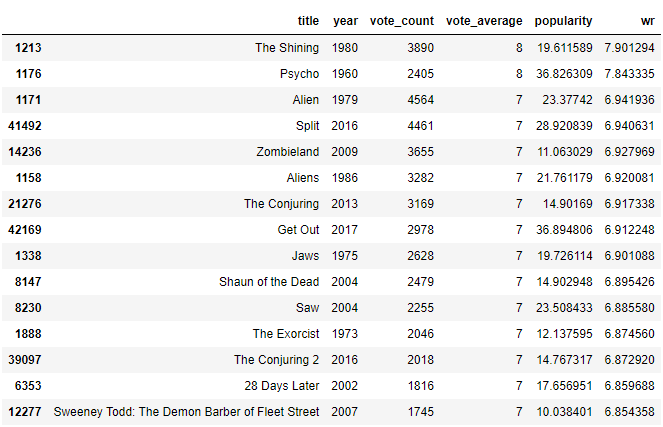 title year vote_count vote_average popularity wr
1213 The Shining 1980 3890 8 19.611589 7.901294
1176 Psycho 1960 2405 8 36.826309 7.843335
1171 Alien 1979 4564 7 23.37742 6.941936
41492 Split 2016 4461 7 28.920839 6.940631
14236 Zombieland 2009 3655 7 11.063029 6.927969
1158 Aliens 1986 3282 7 21.761179 6.920081
21276 The Conjuring 2013 3169 7 14.90169 6.917338
42169 Get Out 2017 2978 7 36.894806 6.912248
1338 Jaws 1975 2628 7 19.726114 6.901088
8147 Shaun of the Dead 2004 2479 7 14.902948 6.895426
8230 Saw 2004 2255 7 23.508433 6.885580
1888 The Exorcist 1973 2046 7 12.137595 6.874560
39097 The Conjuring 2 2016 2018 7 14.767317 6.872920
6353 28 Days Later 2002 1816 7 17.656951 6.859688
12277 Sweeney Todd: The Demon Barber of Fleet Street 2007 1745 7 10.038401 6.854358